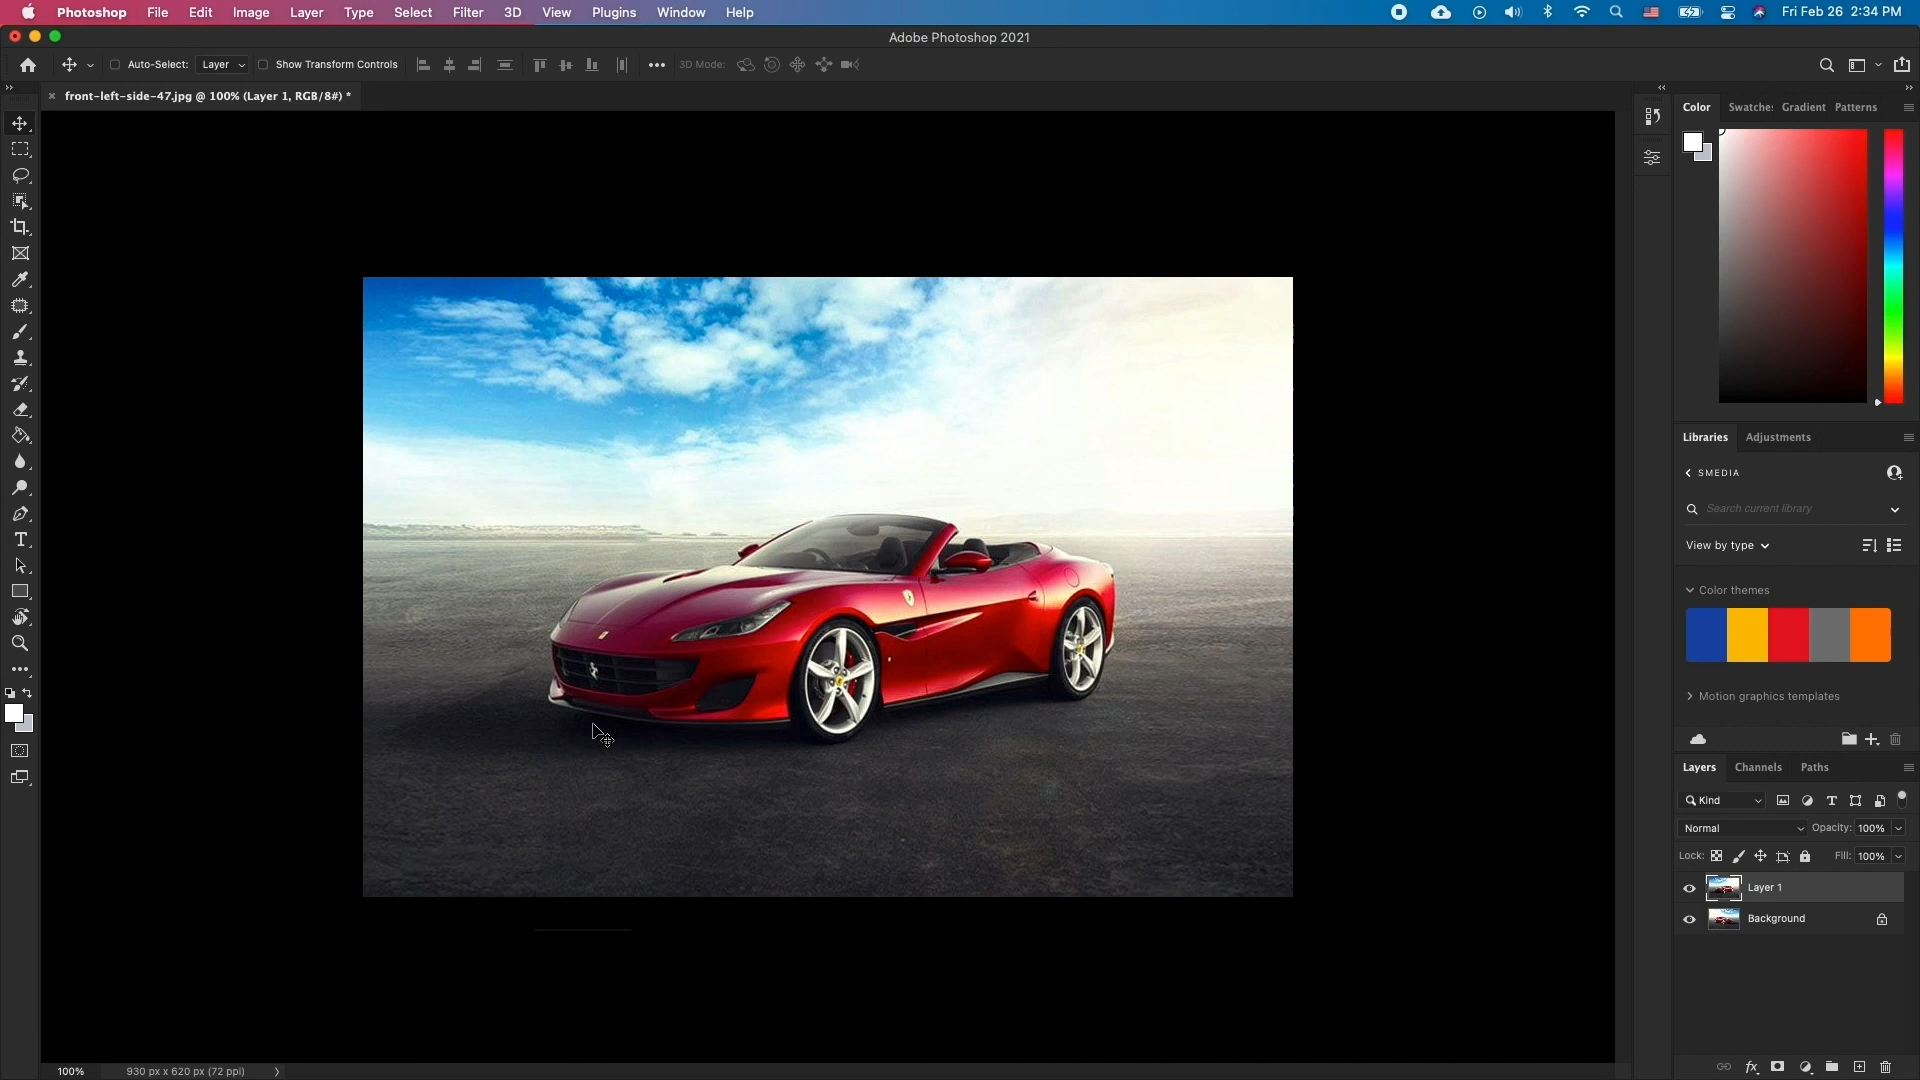 Photoshop File Edit Image Layer Type Select Filter 3D View Plugins Window Help Fri Feb 26 2:34 PM
Adobe Photoshop 2021
Auto-Select: Layer Show Transform Controls 3D Mode:
× front-left-side-47.jpg @ 100% (Layer 1, RGB/8#) *
Color Swatche: Gradient Patterns
Libraries Adjustments
SMEDIA
Search current library
View by type
Color themes
Motion graphics templates
Layers Channels Paths
Kind
Normal Opacity: 100%
Lock: Fill: 100%
Layer 1
Background
fx
100% 930 px x 620 px (72 ppi)